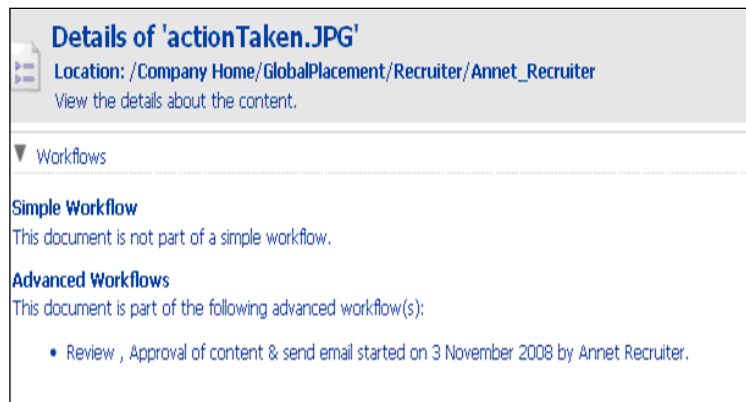 Details of 'actionTaken.JPG'
Location: /Company Home/GlobalPlacement/Recruiter/Annet_Recruiter
View the details about the content.
Workflows
Simple Workflow
This document is not part of a simple workflow.
Advanced Workflows
This document is part of the following advanced workflow(s):
• Review , Approval of content & send email started on 3 November 2008 by Annet Recruiter.